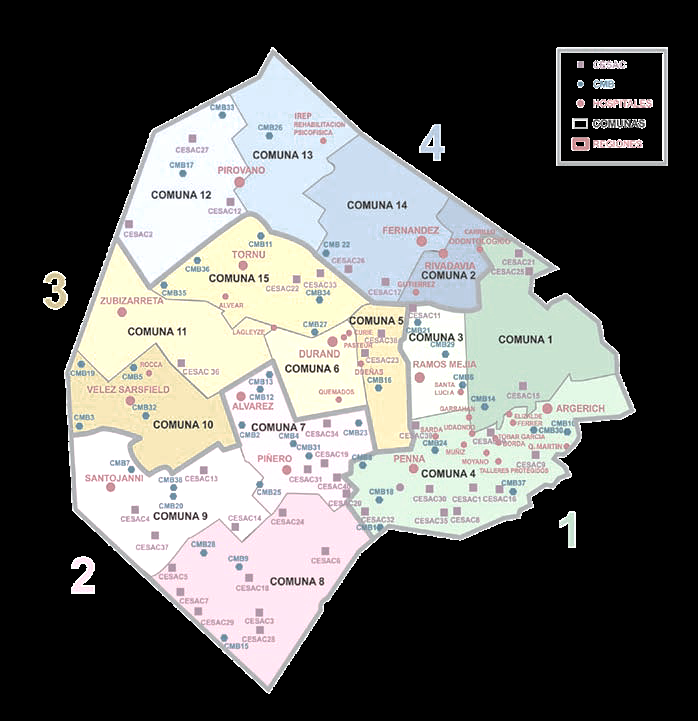 CESAC
CMB
HOSPITALES
COMUNAS
REGIONES
4
3
2
1
CMB33
CMB26
IREP
REHABILITACION
PSICOFISICA
CESAC27
COMUNA 13
CMB17
PIROVANO
COMUNA 12
CESAC12
CESAC2
COMUNA 14
FERNANDEZ
CARRILLO
ODONTOLOGICO
RIVADAVIA
COMUNA 2
CESAC21
CESAC25
CMB11
TORNU
CMB 22
CESAC26
CMB36
COMUNA 15
CESAC22
CESAC33
CMB34
GUTIERREZ
CMB35
ALVEAR
ZUBIZARRETA
LAGLEYZE
CMB27
COMUNA 5
CESAC11
CMB21
COMUNA 3
COMUNA 1
COMUNA 11
CURIE
CESAC38
PASTEUR
DURAND
CESAC23
CMB29
COMUNA 6
DUEÑAS
RAMOS MEJIA
CMB16
CMB6
SANTA
LUCIA
CESAC15
CMB19
CMB5
ROCCA
CESAC 36
CMB13
CMB12
QUEMADOS
VELEZ SARSFIELD
CMB32
ALVAREZ
CMB14
GARRAHAN
ARGERICH
CMB3
COMUNA 10
COMUNA 7
CMB2
CMB4
CESAC34
CMB23
CMB31
UDAONDO
SARDA
CMB24
ELIZALDE
FERRER
CMB30
CMB10
TOBAR GARCIA
BORDA
Q. MARTIN
MUÑIZ
MOYANO
CESAC9
TALLERES PROTEGIDOS
CMB7
CESAC13
PIÑERO
CESAC19
CESAC31
CESAC40
CESAC20
PENNA
COMUNA 4
SANTOJANNI
CMB38
CMB20
CMB25
CMB18
CESAC30
CESAC1
CESAC16
CMB37
CESAC4
COMUNA 9
CESAC14
CESAC24
CESAC32
CESAC35
CESAC8
CESAC37
CMB28
CMB9
CESAC6
CESAC5
CESAC18
COMUNA 8
CESAC7
CESAC29
CESAC3
CESAC28
CMB15